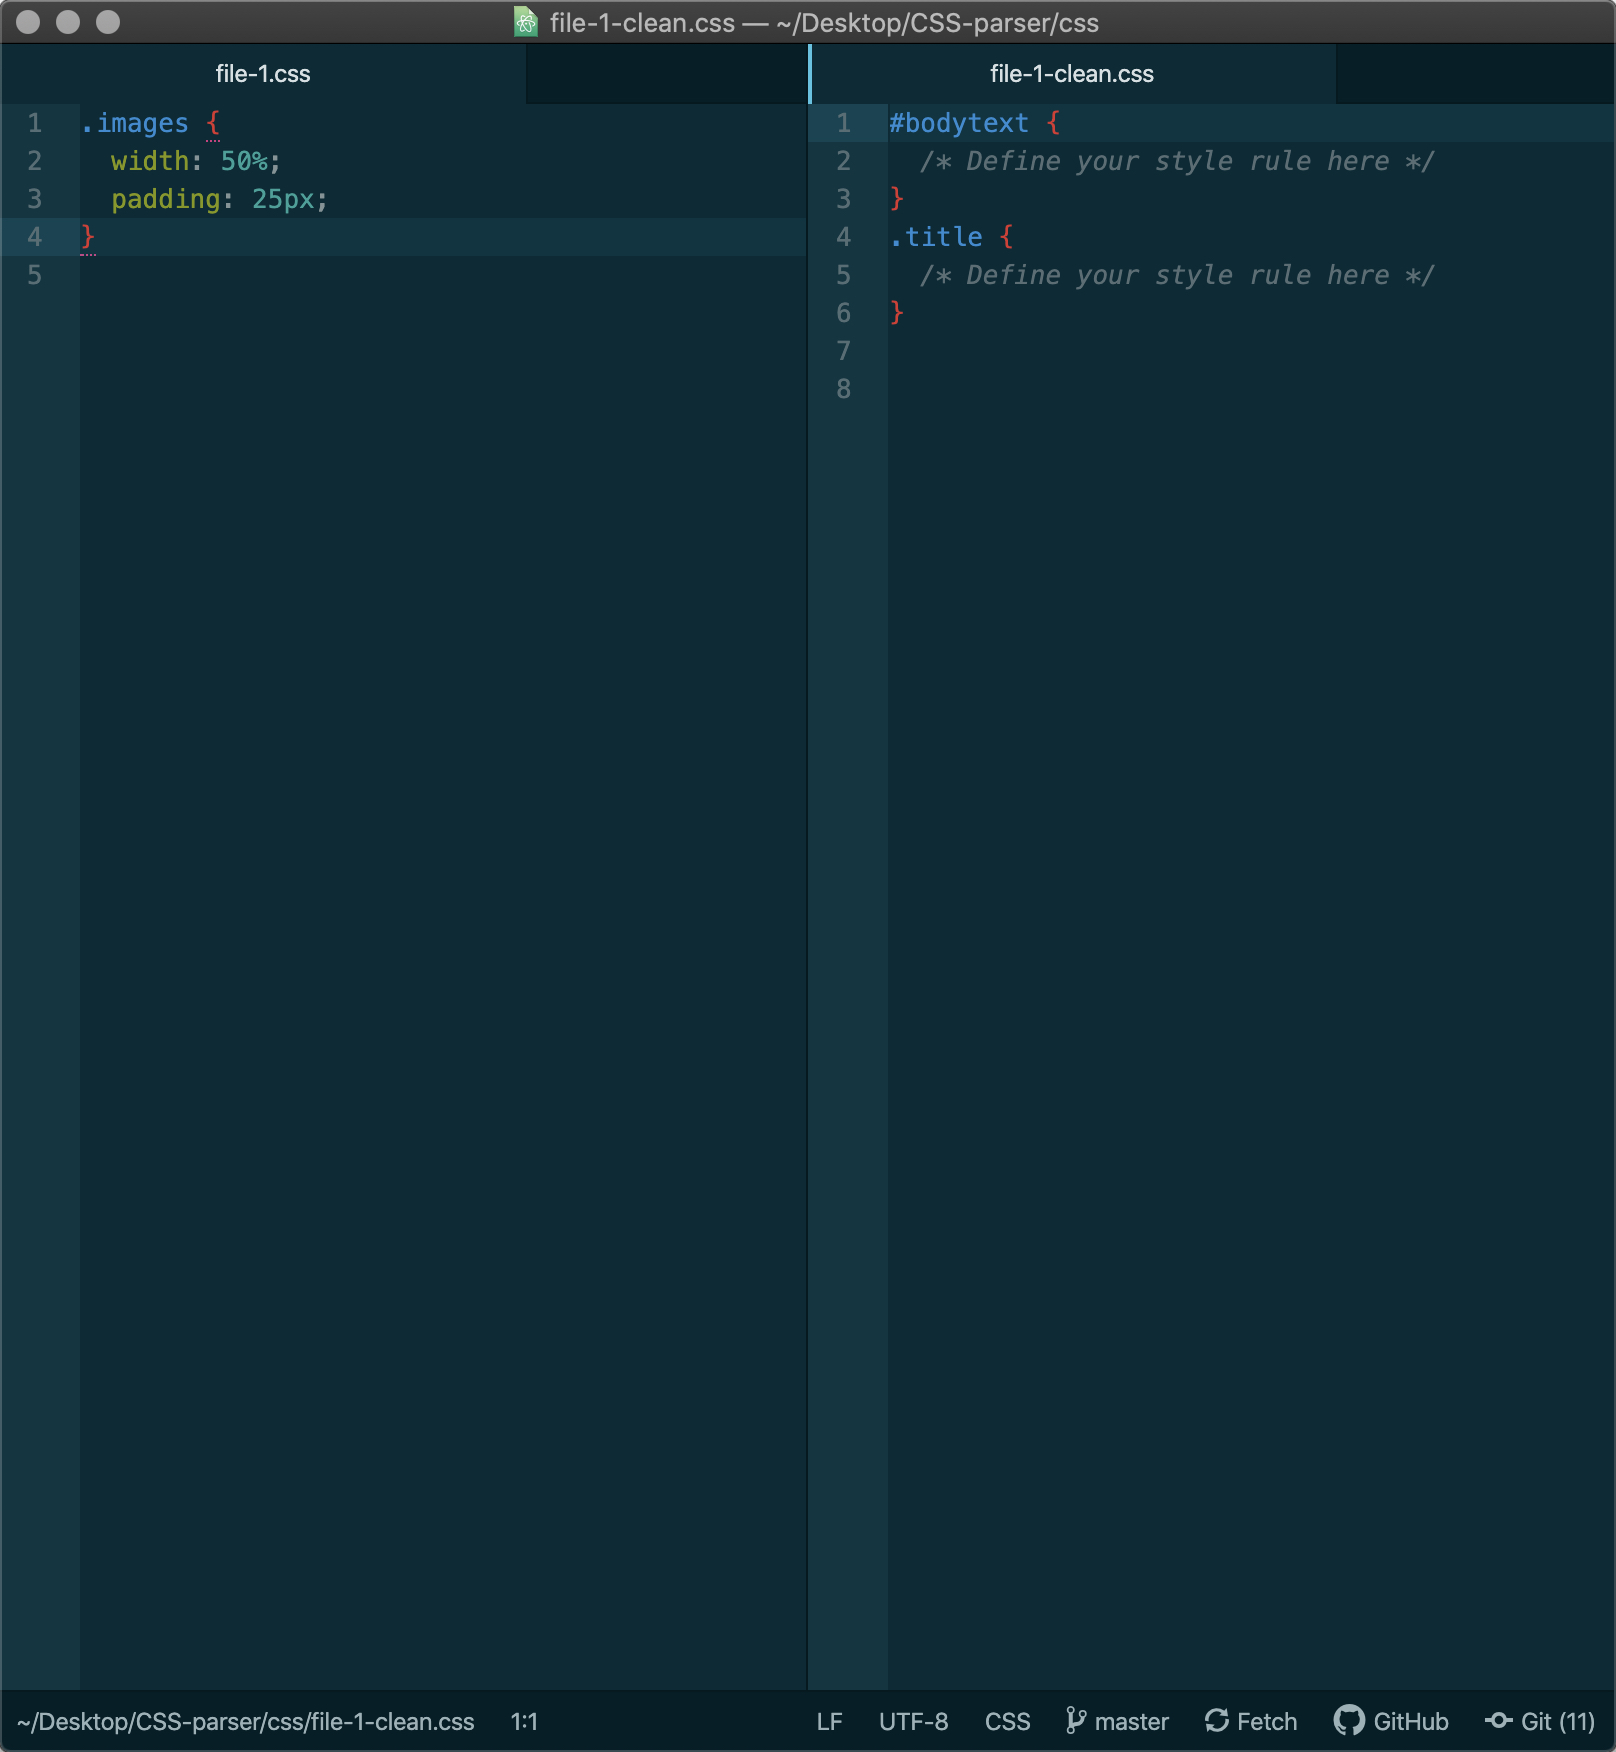 file-1-clean.css — ~/Desktop/CSS-parser/css
file-1.css
1 .images {
2   width: 50%;
3   padding: 25px;
4 }
5
file-1-clean.css
1 #bodytext {
2   /* Define your style rule here */
3 }
4 .title {
5   /* Define your style rule here */
6 }
7
8
~/Desktop/CSS-parser/css/file-1-clean.css 1:1 LF UTF-8 CSS master Fetch GitHub Git (11)